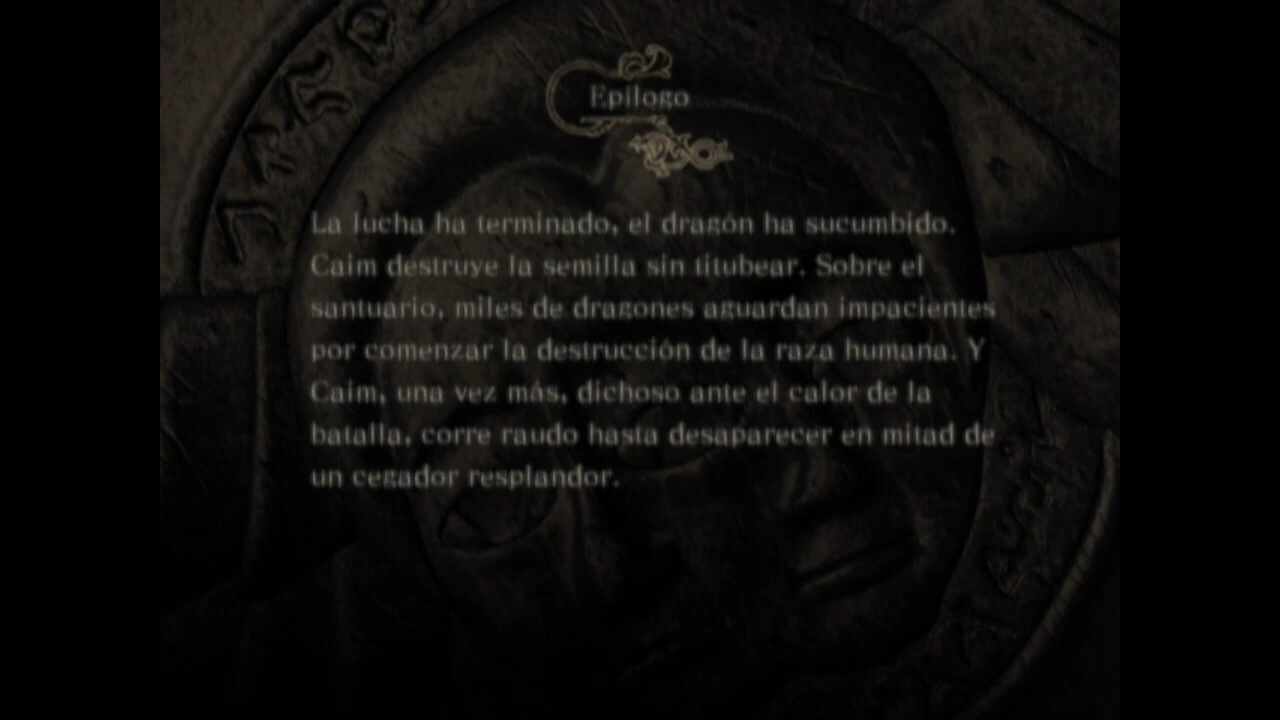 Epílogo
La lucha ha terminado, el dragón ha sucumbido.
Caim destruye la semilla sin titubear. Sobre el
santuario, miles de dragones aguardan impacientes
por comenzar la destrucción de la raza humana. Y
Caim, una vez más, dichoso ante el calor de la
batalla, corre raudo hasta desaparecer en mitad de
un cegador resplandor.